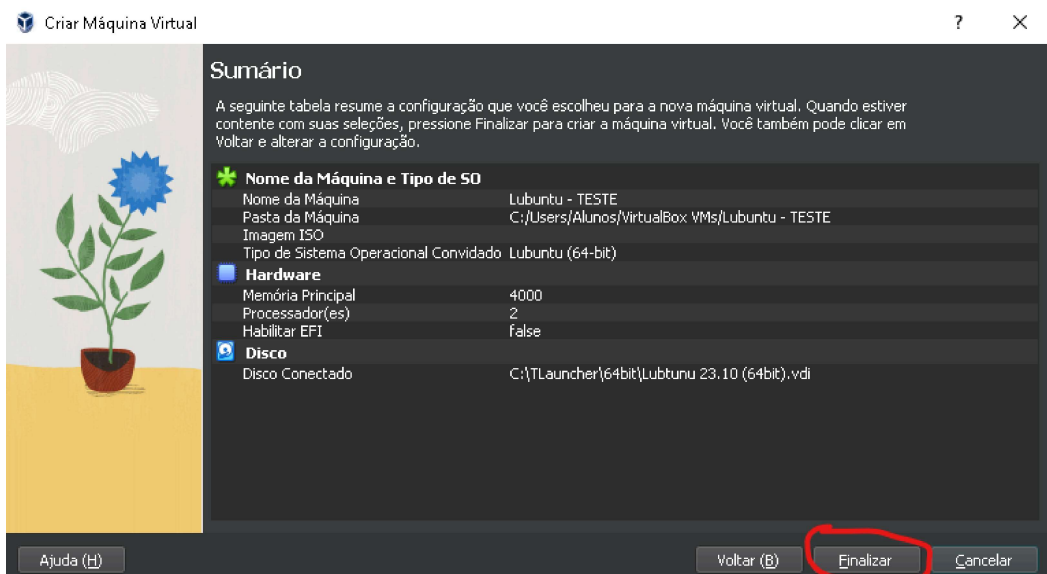 Criar Máquina Virtual
Sumário
A seguinte tabela resume a configuração que você escolheu para a nova máquina virtual. Quando estiver
contente com suas seleções, pressione Finalizar para criar a máquina virtual. Você também pode clicar em
Voltar e alterar a configuração.
Nome da Máquina e Tipo de SO
Nome da Máquina Lubuntu - TESTE
Pasta da Máquina C:/Users/Alunos/VirtualBox VMs/Lubuntu - TESTE
Imagem ISO
Tipo de Sistema Operacional Convidado Lubuntu (64-bit)
Hardware
Memória Principal 4000
Processador(es) 2
Habilitar EFI false
Disco
Disco Conectado C:\TLauncher\64bit\Lubtunu 23.10 (64bit).vdi
Ajuda (H) Voltar (B) Finalizar Cancelar